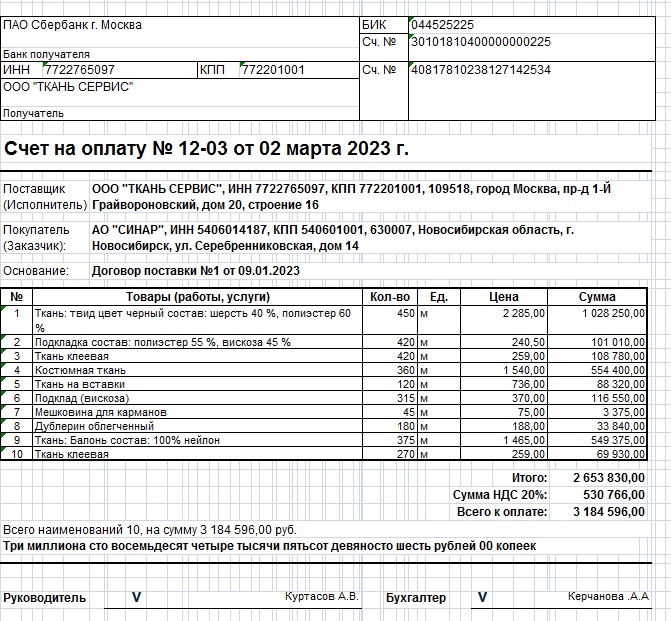 ПАО Сбербанк г. Москва БИК 044525225
Сч. № 30101810400000000225
Банк получателя
ИНН 7722765097 КПП 772201001 Сч. № 40817810238127142534
ООО "ТКАНЬ СЕРВИС"
Получатель
Счет на оплату № 12-03 от 02 марта 2023 г.
Поставщик ООО "ТКАНЬ СЕРВИС", ИНН 7722765097, КПП 772201001, 109518, город Москва, пр-д 1-Й
(Исполнитель) Грайвороновский, дом 20, строение 16
Покупатель АО "СИНАР", ИНН 5406014187, КПП 540601001, 630007, Новосибирская область, г.
(Заказчик): Новосибирск, ул. Серебренниковская, дом 14
Основание: Договор поставки №1 от 09.01.2023
№ Товары (работы, услуги) Кол-во Ед. Цена Сумма
1 Ткань: твид цвет черный состав: шерсть 40 %, полиэстер 60 450 м 2 285,00 1 028 250,00
%
2 Подкладка состав: полиэстер 55 %, вискоза 45 % 420 м 240,50 101 010,00
3 Ткань клеевая 420 м 259,00 108 780,00
4 Костюмная ткань 360 м 1 540,00 554 400,00
5 Ткань на вставки 120 м 736,00 88 320,00
6 Подклад (вискоза) 315 м 370,00 116 550,00
7 Мешковина для карманов 45 м 75,00 3 375,00
8 Дублерин облегченный 180 м 188,00 33 840,00
9 Ткань: Балонь состав: 100% нейлон 375 м 1 465,00 549 375,00
10 Ткань клеевая 270 м 259,00 69 930,00
Итого: 2 653 830,00
Сумма НДС 20%: 530 766,00
Всего к оплате: 3 184 596,00
Всего наименований 10, на сумму 3 184 596,00 руб.
Три миллиона сто восемьдесят четыре тысячи пятьсот девяносто шесть рублей 00 копеек
Руководитель V Куртасов А.В. Бухгалтер V Керчанова .А.А